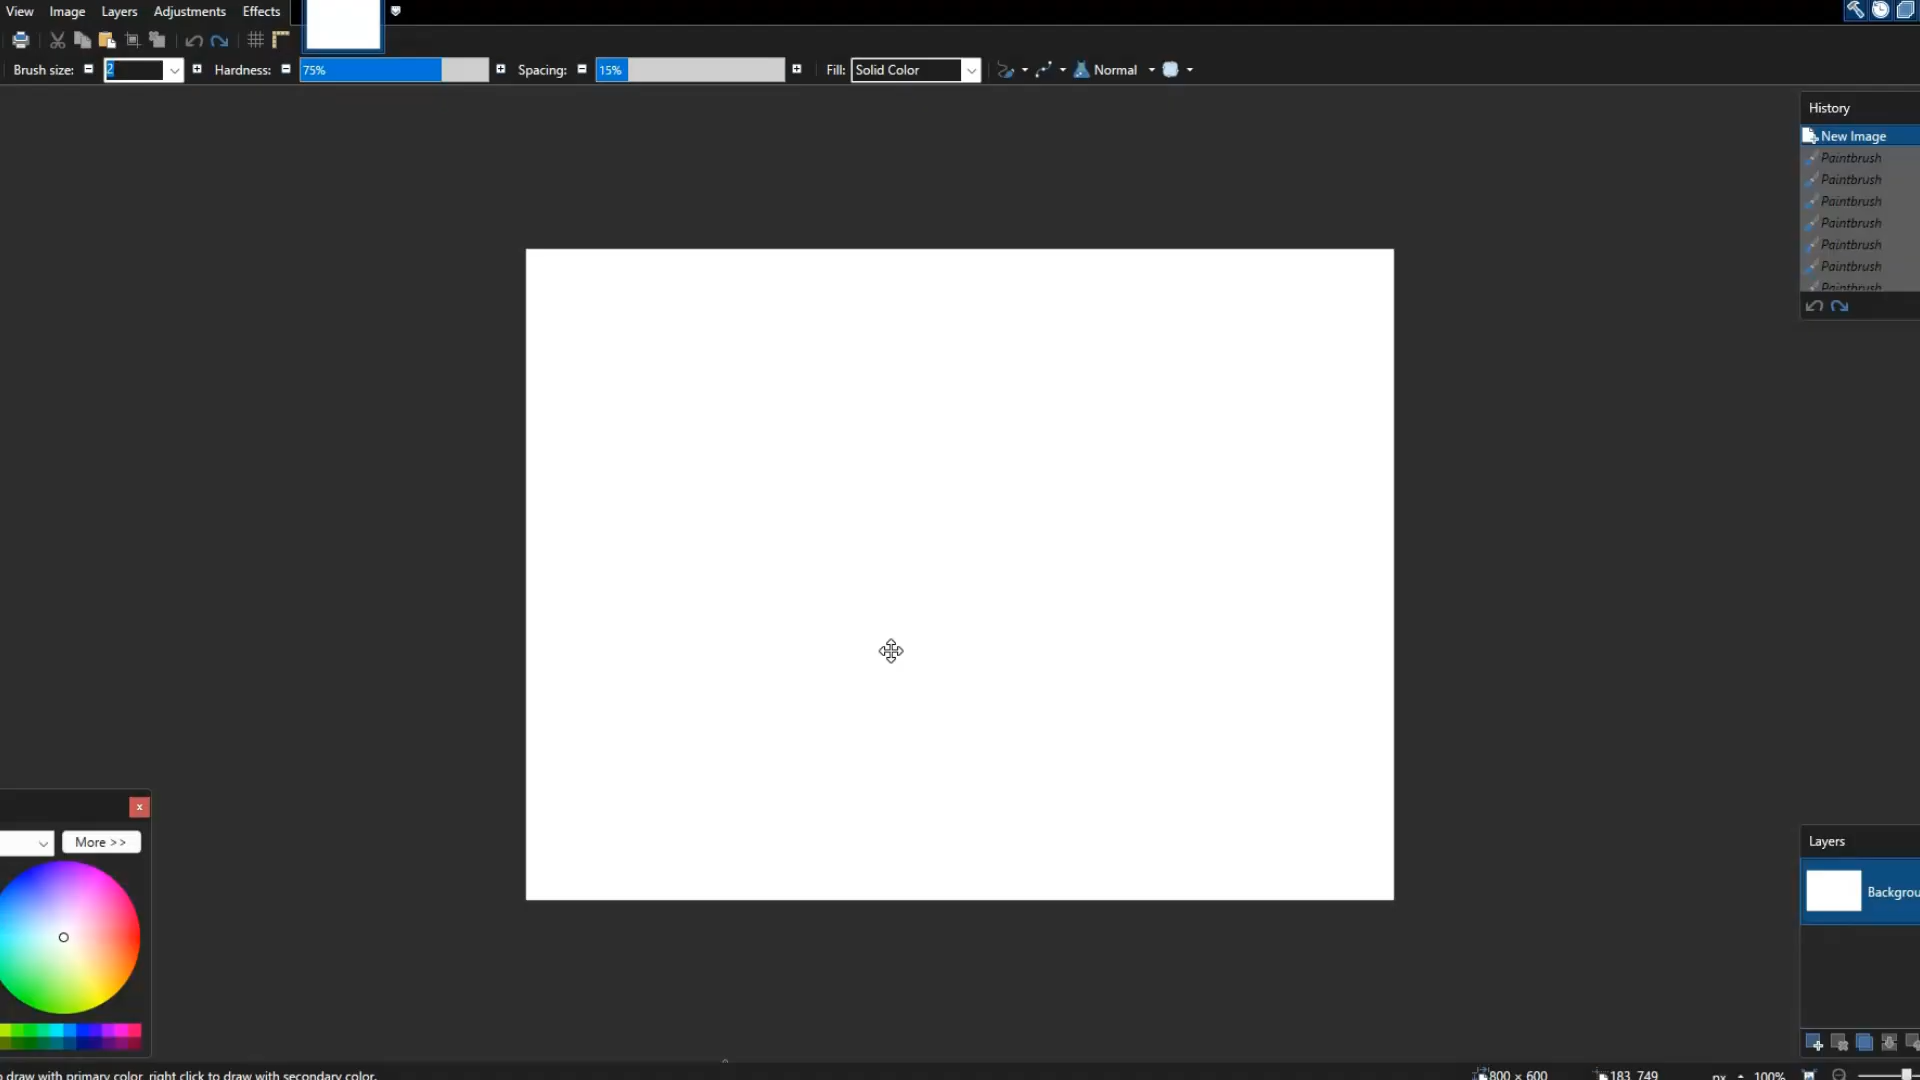 View Image Layers Adjustments Effects
Brush size: 2 Hardness: 75% Spacing: 15% Fill: Solid Color Normal
History
New Image
Paintbrush
Paintbrush
Paintbrush
Paintbrush
Paintbrush
Paintbrush
Paintbrush
More >>
Layers
Backgrou
draw with primary color, right click to draw with secondary color.
800 × 600
183, 749
px
100%